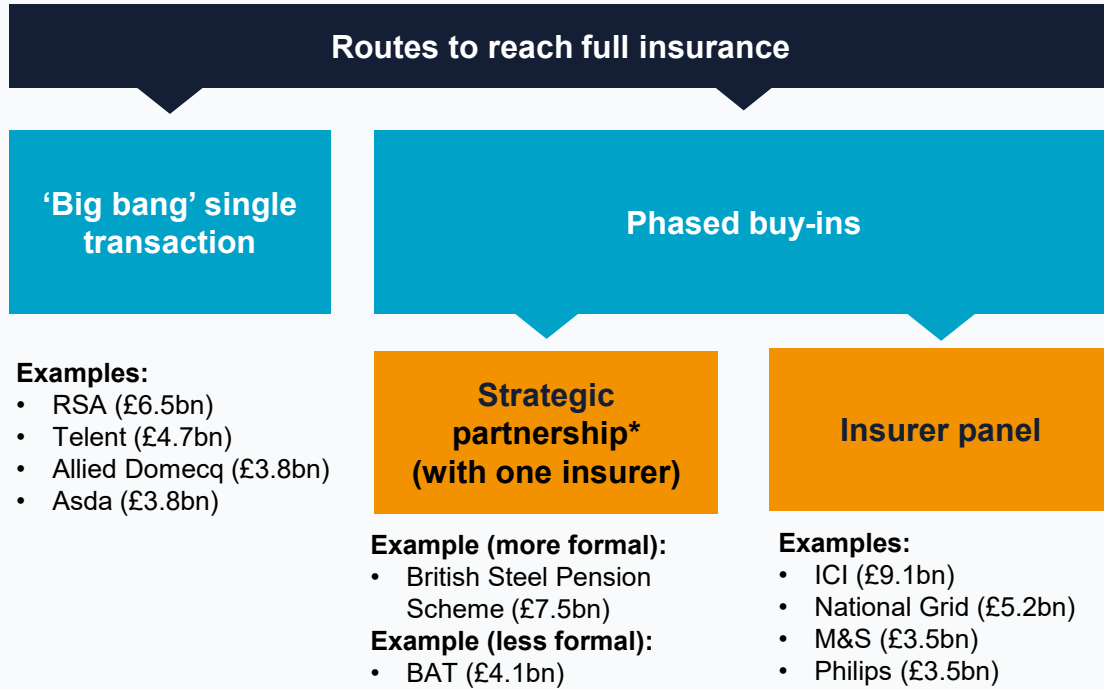 Routes to reach full insurance
‘Big bang’ single
transaction
Phased buy-ins
Examples:
• RSA (£6.5bn)
• Telent (£4.7bn)
• Allied Domecq (£3.8bn)
• Asda (£3.8bn)
Strategic
partnership*
(with one insurer)
Example (more formal):
• British Steel Pension
Scheme (£7.5bn)
Example (less formal):
• BAT (£4.1bn)
Insurer panel
Examples:
• ICI (£9.1bn)
• National Grid (£5.2bn)
• M&S (£3.5bn)
• Philips (£3.5bn)